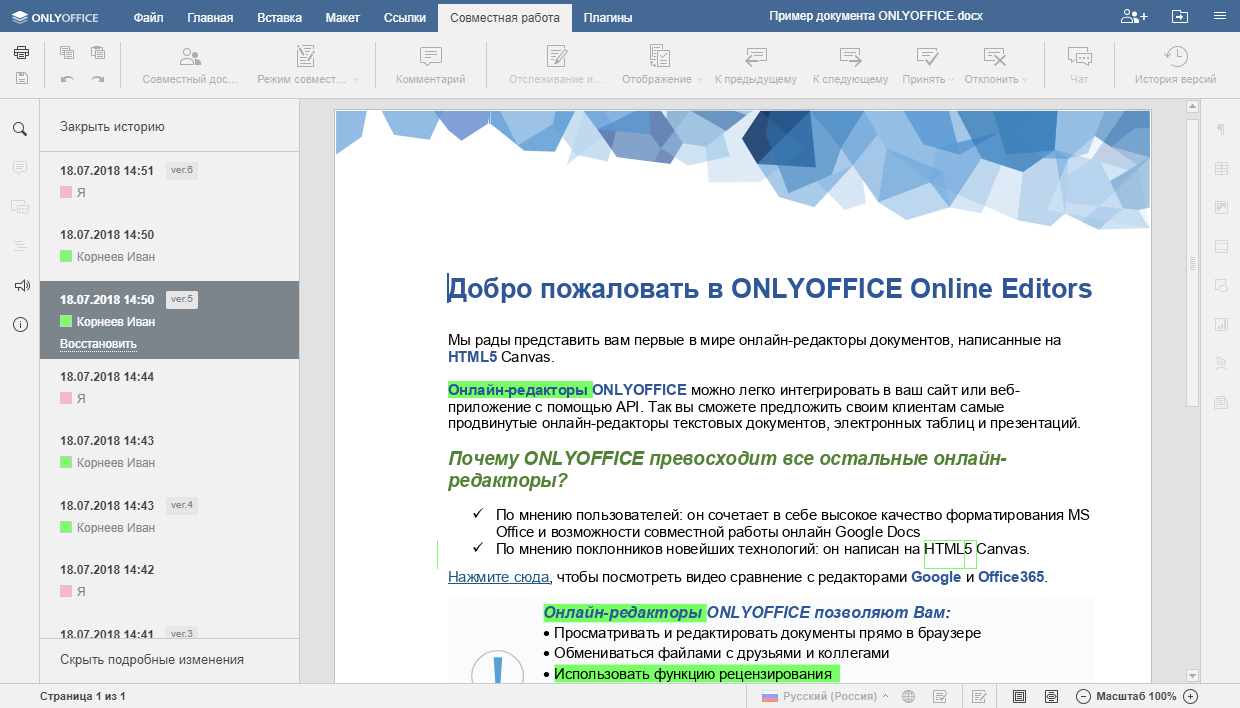 ONLYOFFICE
Файл Главная Вставка Макет Ссылки Совместная работа Плагины
Пример документа ONLYOFFICE.docx
Совместный дос... Режим совмест... Комментарий Отслеживание и... Отображение К предыдущему К следующему Принять Отклонить Чат История версий
Закрыть историю
18.07.2018 14:51 ver.6
Я
18.07.2018 14:50
Корнеев Иван
18.07.2018 14:50 ver.5
Корнеев Иван
Восстановить
18.07.2018 14:44
Я
18.07.2018 14:43
Корнеев Иван
18.07.2018 14:43 ver.4
Корнеев Иван
18.07.2018 14:42
Я
18.07.2018 14:41 ver.3
Скрыть подробные изменения
Добро пожаловать в ONLYOFFICE Online Editors
Мы рады представить вам первые в мире онлайн-редакторы документов, написанные на
HTML5 Canvas.
Онлайн-редакторы ONLYOFFICE можно легко интегрировать в ваш сайт или веб-
приложение с помощью API. Так вы сможете предложить своим клиентам самые
продвинутые онлайн-редакторы текстовых документов, электронных таблиц и презентаций.
Почему ONLYOFFICE превосходит все остальные онлайн-
редакторы?
✓ По мнению пользователей: он сочетает в себе высокое качество форматирования MS
Office и возможности совместной работы онлайн Google Docs
✓ По мнению поклонников новейших технологий: он написан на HTML5 Canvas.
Нажмите сюда, чтобы посмотреть видео сравнение с редакторами Google и Office365.
Онлайн-редакторы ONLYOFFICE позволяют Вам:
• Просматривать и редактировать документы прямо в браузере
• Обмениваться файлами с друзьями и коллегами
• Использовать функцию рецензирования
Страница 1 из 1
Русский (Россия)
Масштаб 100%